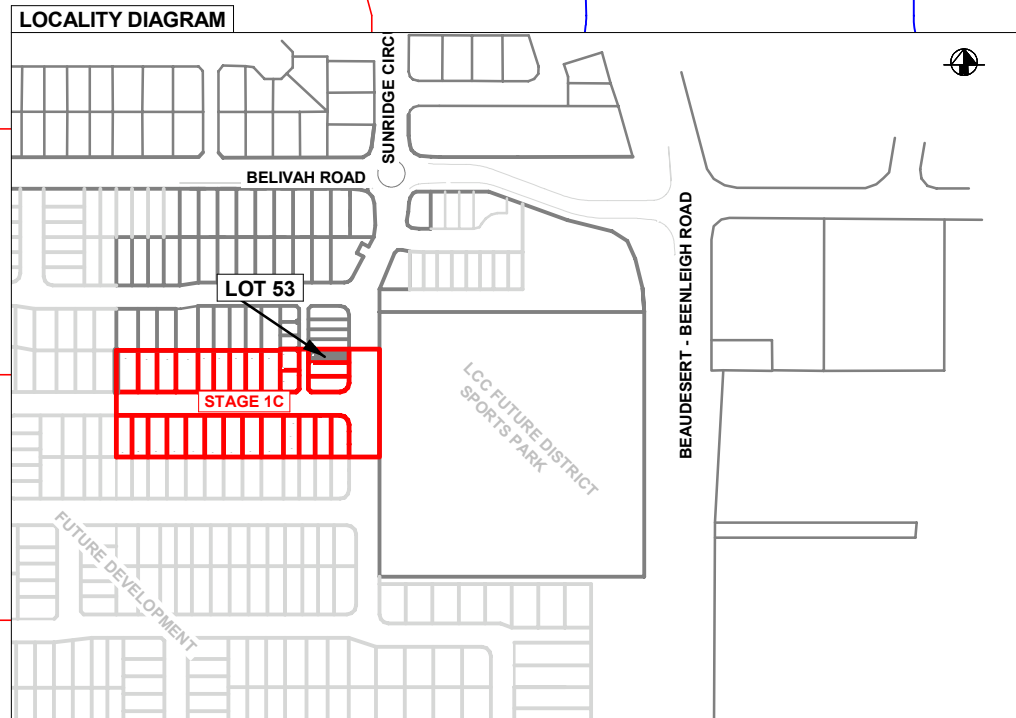 LOCALITY DIAGRAM
SUNRIDGE CIRC
BELIVAH ROAD
BEAUDESERT - BEENLEIGH ROAD
LOT 53
LCC FUTURE DISTRICT
SPORTS PARK
STAGE 1C
FUTURE DEVELOPMENT